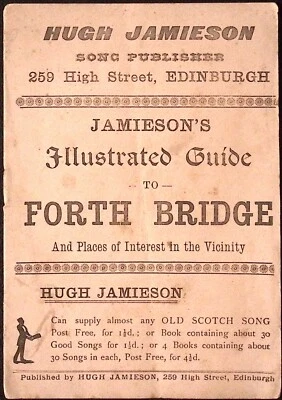 HUGH JAMIESON
SONG PUBLISHER
259 High Street, EDINBURGH
JAMIESON'S
Illustrated Guide
TO—
FORTH BRIDGE
And Places of Interest in the Vicinity
HUGH JAMIESON
Can supply almost any OLD SCOTCH SONG
Post Free, for 1½d.; or Book containing about 30
Good Songs for 1½d.; or 4 Books containing about
30 Songs in each, Post Free, for 4½d.
Published by HUGH JAMIESON, 259 High Street, Edinburgh